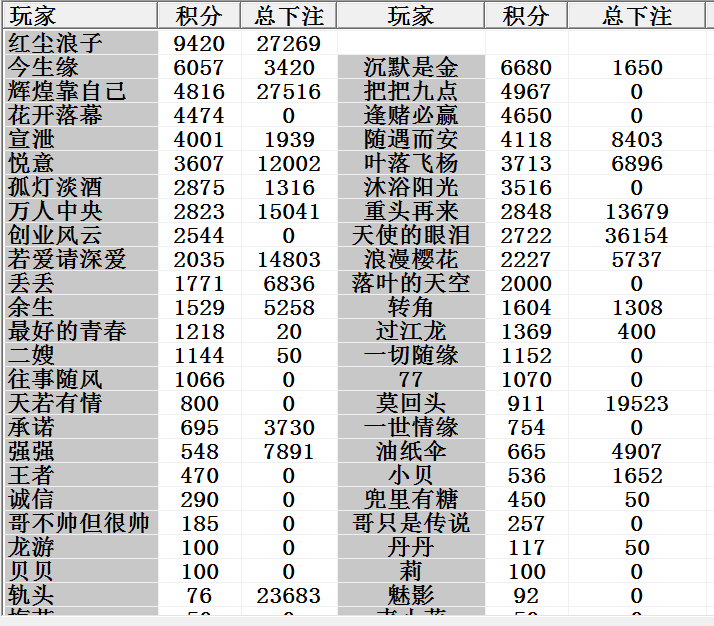 玩家 积分 总下注 玩家 积分 总下注
红尘浪子 9420 27269
今生缘 6057 3420 沉默是金 6680 1650
辉煌靠自己 4816 27516 把把九点 4967 0
花开落幕 4474 0 逢赌必赢 4650 0
宣泄 4001 1939 随遇而安 4118 8403
悦意 3607 12002 叶落飞杨 3713 6896
孤灯淡酒 2875 1316 沐浴阳光 3516 0
万人中央 2823 15041 重头再来 2848 13679
创业风云 2544 0 天使的眼泪 2722 36154
若爱请深爱 2035 14803 浪漫樱花 2227 5737
丢丢 1771 6836 落叶的天空 2000 0
余生 1529 5258 转角 1604 1308
最好的青春 1218 20 过江龙 1369 400
二嫂 1144 50 一切随缘 1152 0
往事随风 1066 0 77 1070 0
天若有情 800 0 莫回头 911 19523
承诺 695 3730 一世情缘 754 0
强强 548 7891 油纸伞 665 4907
王者 470 0 小贝 536 1652
诚信 290 0 兜里有糖 450 50
哥不帅但很帅 185 0 哥只是传说 257 0
龙游 100 0 丹丹 117 50
贝贝 100 0 莉 100 0
轨头 76 23683 魅影 92 0